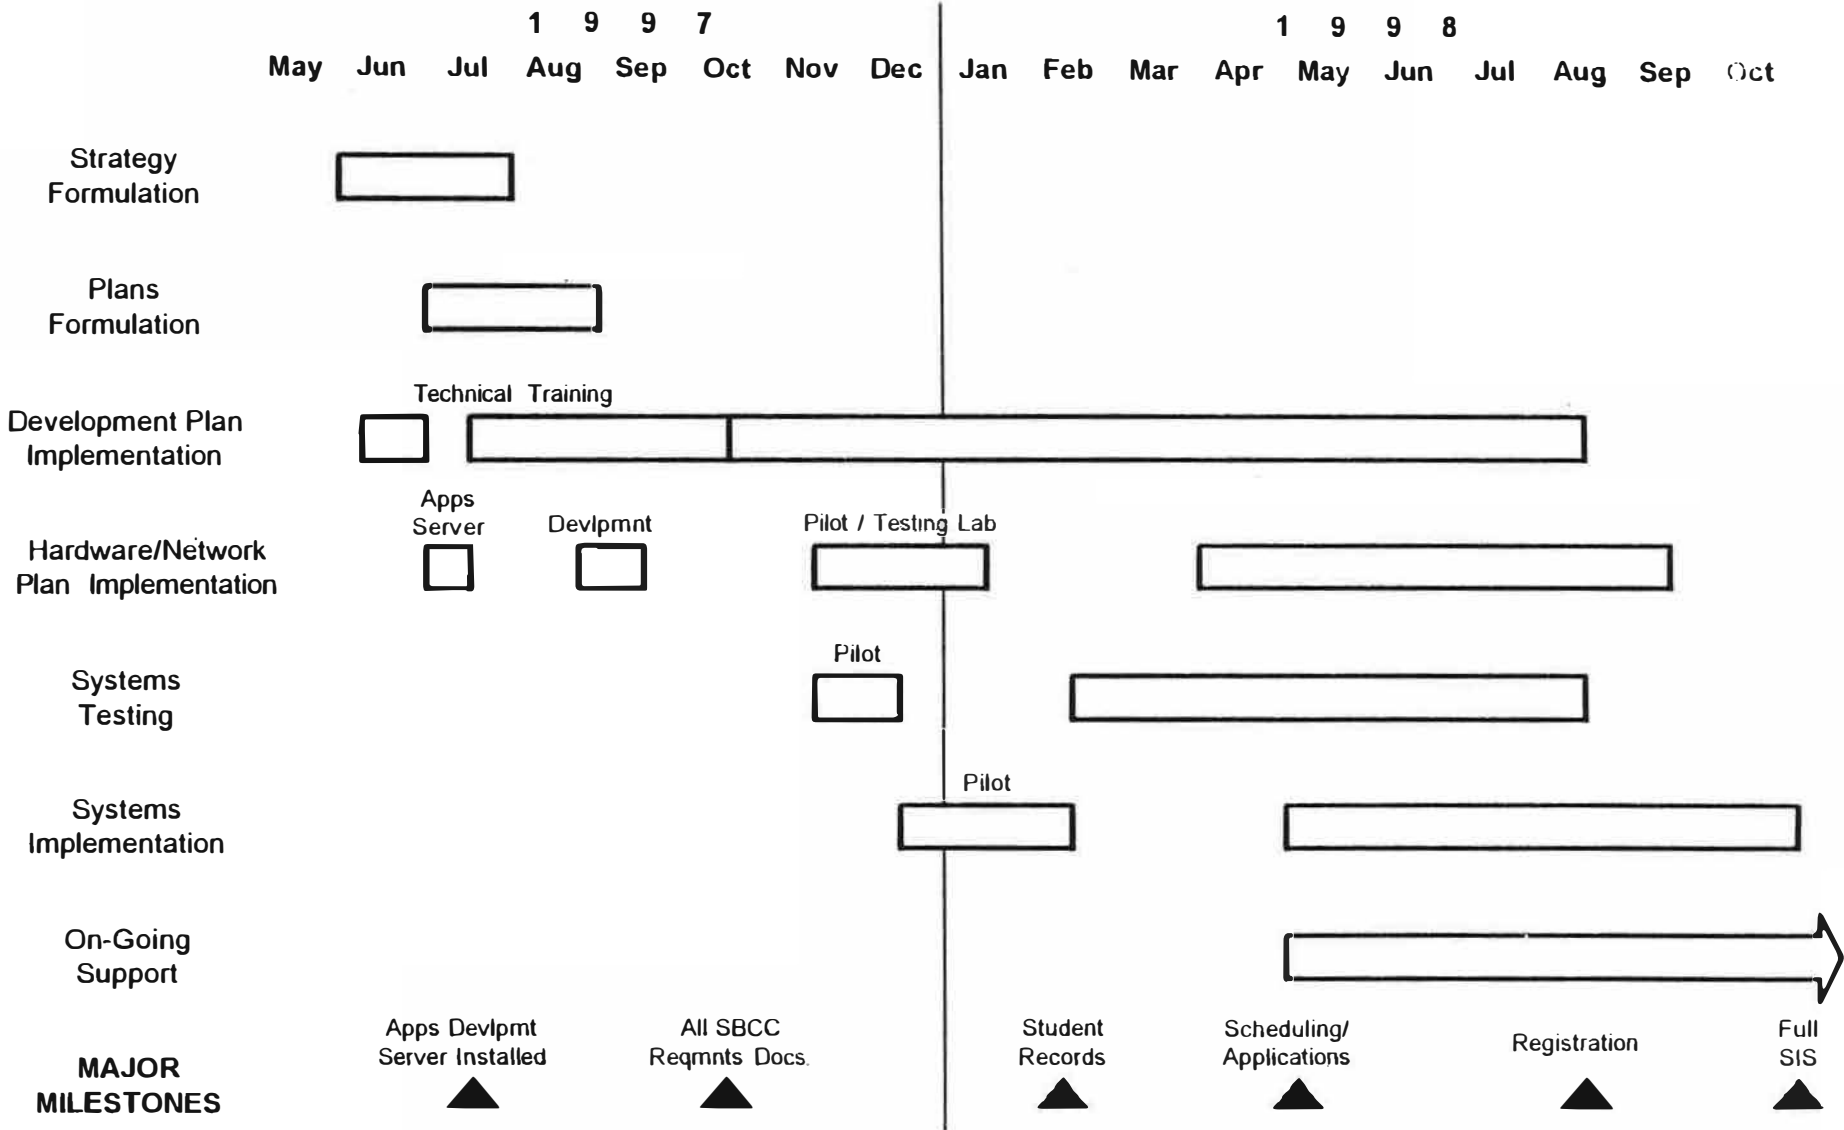 1 9 9 7
1 9 9 8
May Jun Jul Aug Sep Oct Nov Dec Jan Feb Mar Apr May Jun Jul Aug Sep Oct
Strategy
Formulation
Plans
Formulation
Technical Training
Development Plan
Implementation
Apps
Server
Devlpmnt
Pilot / Testing Lab
Hardware/Network
Plan Implementation
Pilot
Systems
Testing
Pilot
Systems
Implementation
On-Going
Support
Apps Devlpmt
Server Installed
All SBCC
Reqmnts Docs.
Student
Records
Scheduling/
Applications
Registration
Full
SIS
MAJOR
MILESTONES